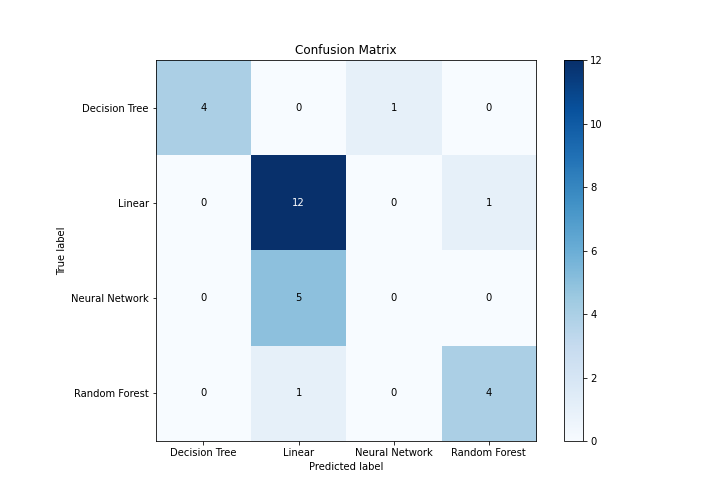 Confusion Matrix
True label
Decision Tree 4 0 1 0
Linear 0 12 0 1
Neural Network 0 5 0 0
Random Forest 0 1 0 4
Decision Tree Linear Neural Network Random Forest
Predicted label
12
10
8
6
4
2
0